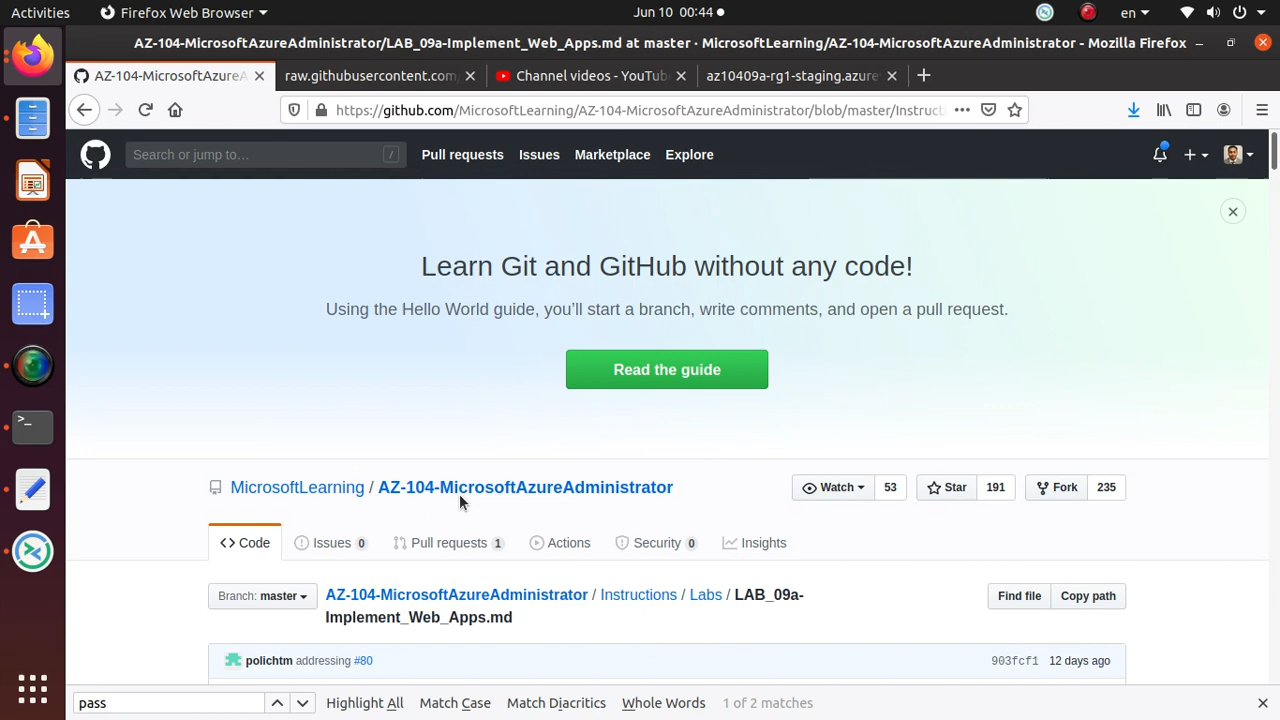 Activities Firefox Web Browser Jun 10 00:44 en
AZ-104-MicrosoftAzureAdministrator/LAB_09a-Implement_Web_Apps.md at master · MicrosoftLearning/AZ-104-MicrosoftAzureAdministrator - Mozilla Firefox
AZ-104-MicrosoftAzureA raw.githubusercontent.com Channel videos - YouTub az10409a-rg1-staging.azure
https://github.com/MicrosoftLearning/AZ-104-MicrosoftAzureAdministrator/blob/master/Instructi
Search or jump to… / Pull requests Issues Marketplace Explore
Learn Git and GitHub without any code!
Using the Hello World guide, you’ll start a branch, write comments, and open a pull request.
Read the guide
MicrosoftLearning / AZ-104-MicrosoftAzureAdministrator Watch 53 Star 191 Fork 235
<> Code Issues 0 Pull requests 1 Actions Security 0 Insights
Branch: master AZ-104-MicrosoftAzureAdministrator / Instructions / Labs / LAB_09a- Find file Copy path
Implement_Web_Apps.md
polichtm addressing #80 903fcf1 12 days ago
pass Highlight All Match Case Match Diacritics Whole Words 1 of 2 matches